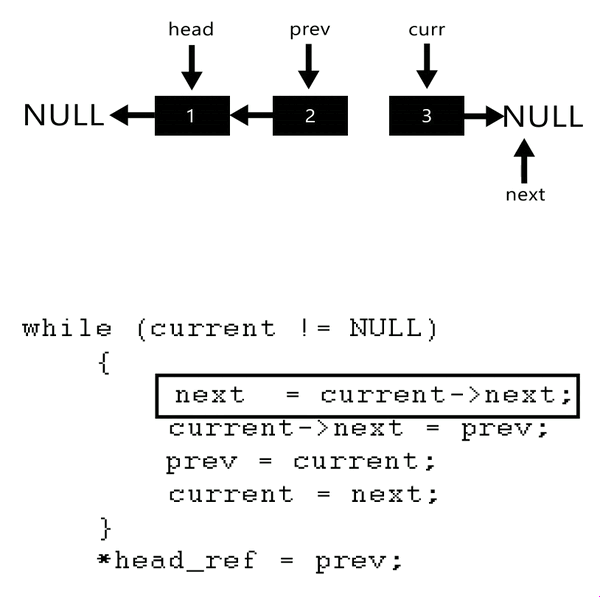 head prev curr
NULL 1 2 3 NULL
next
while (current != NULL)
{
next  = current->next;
current->next = prev;
prev = current;
current = next;
}
*head_ref = prev;